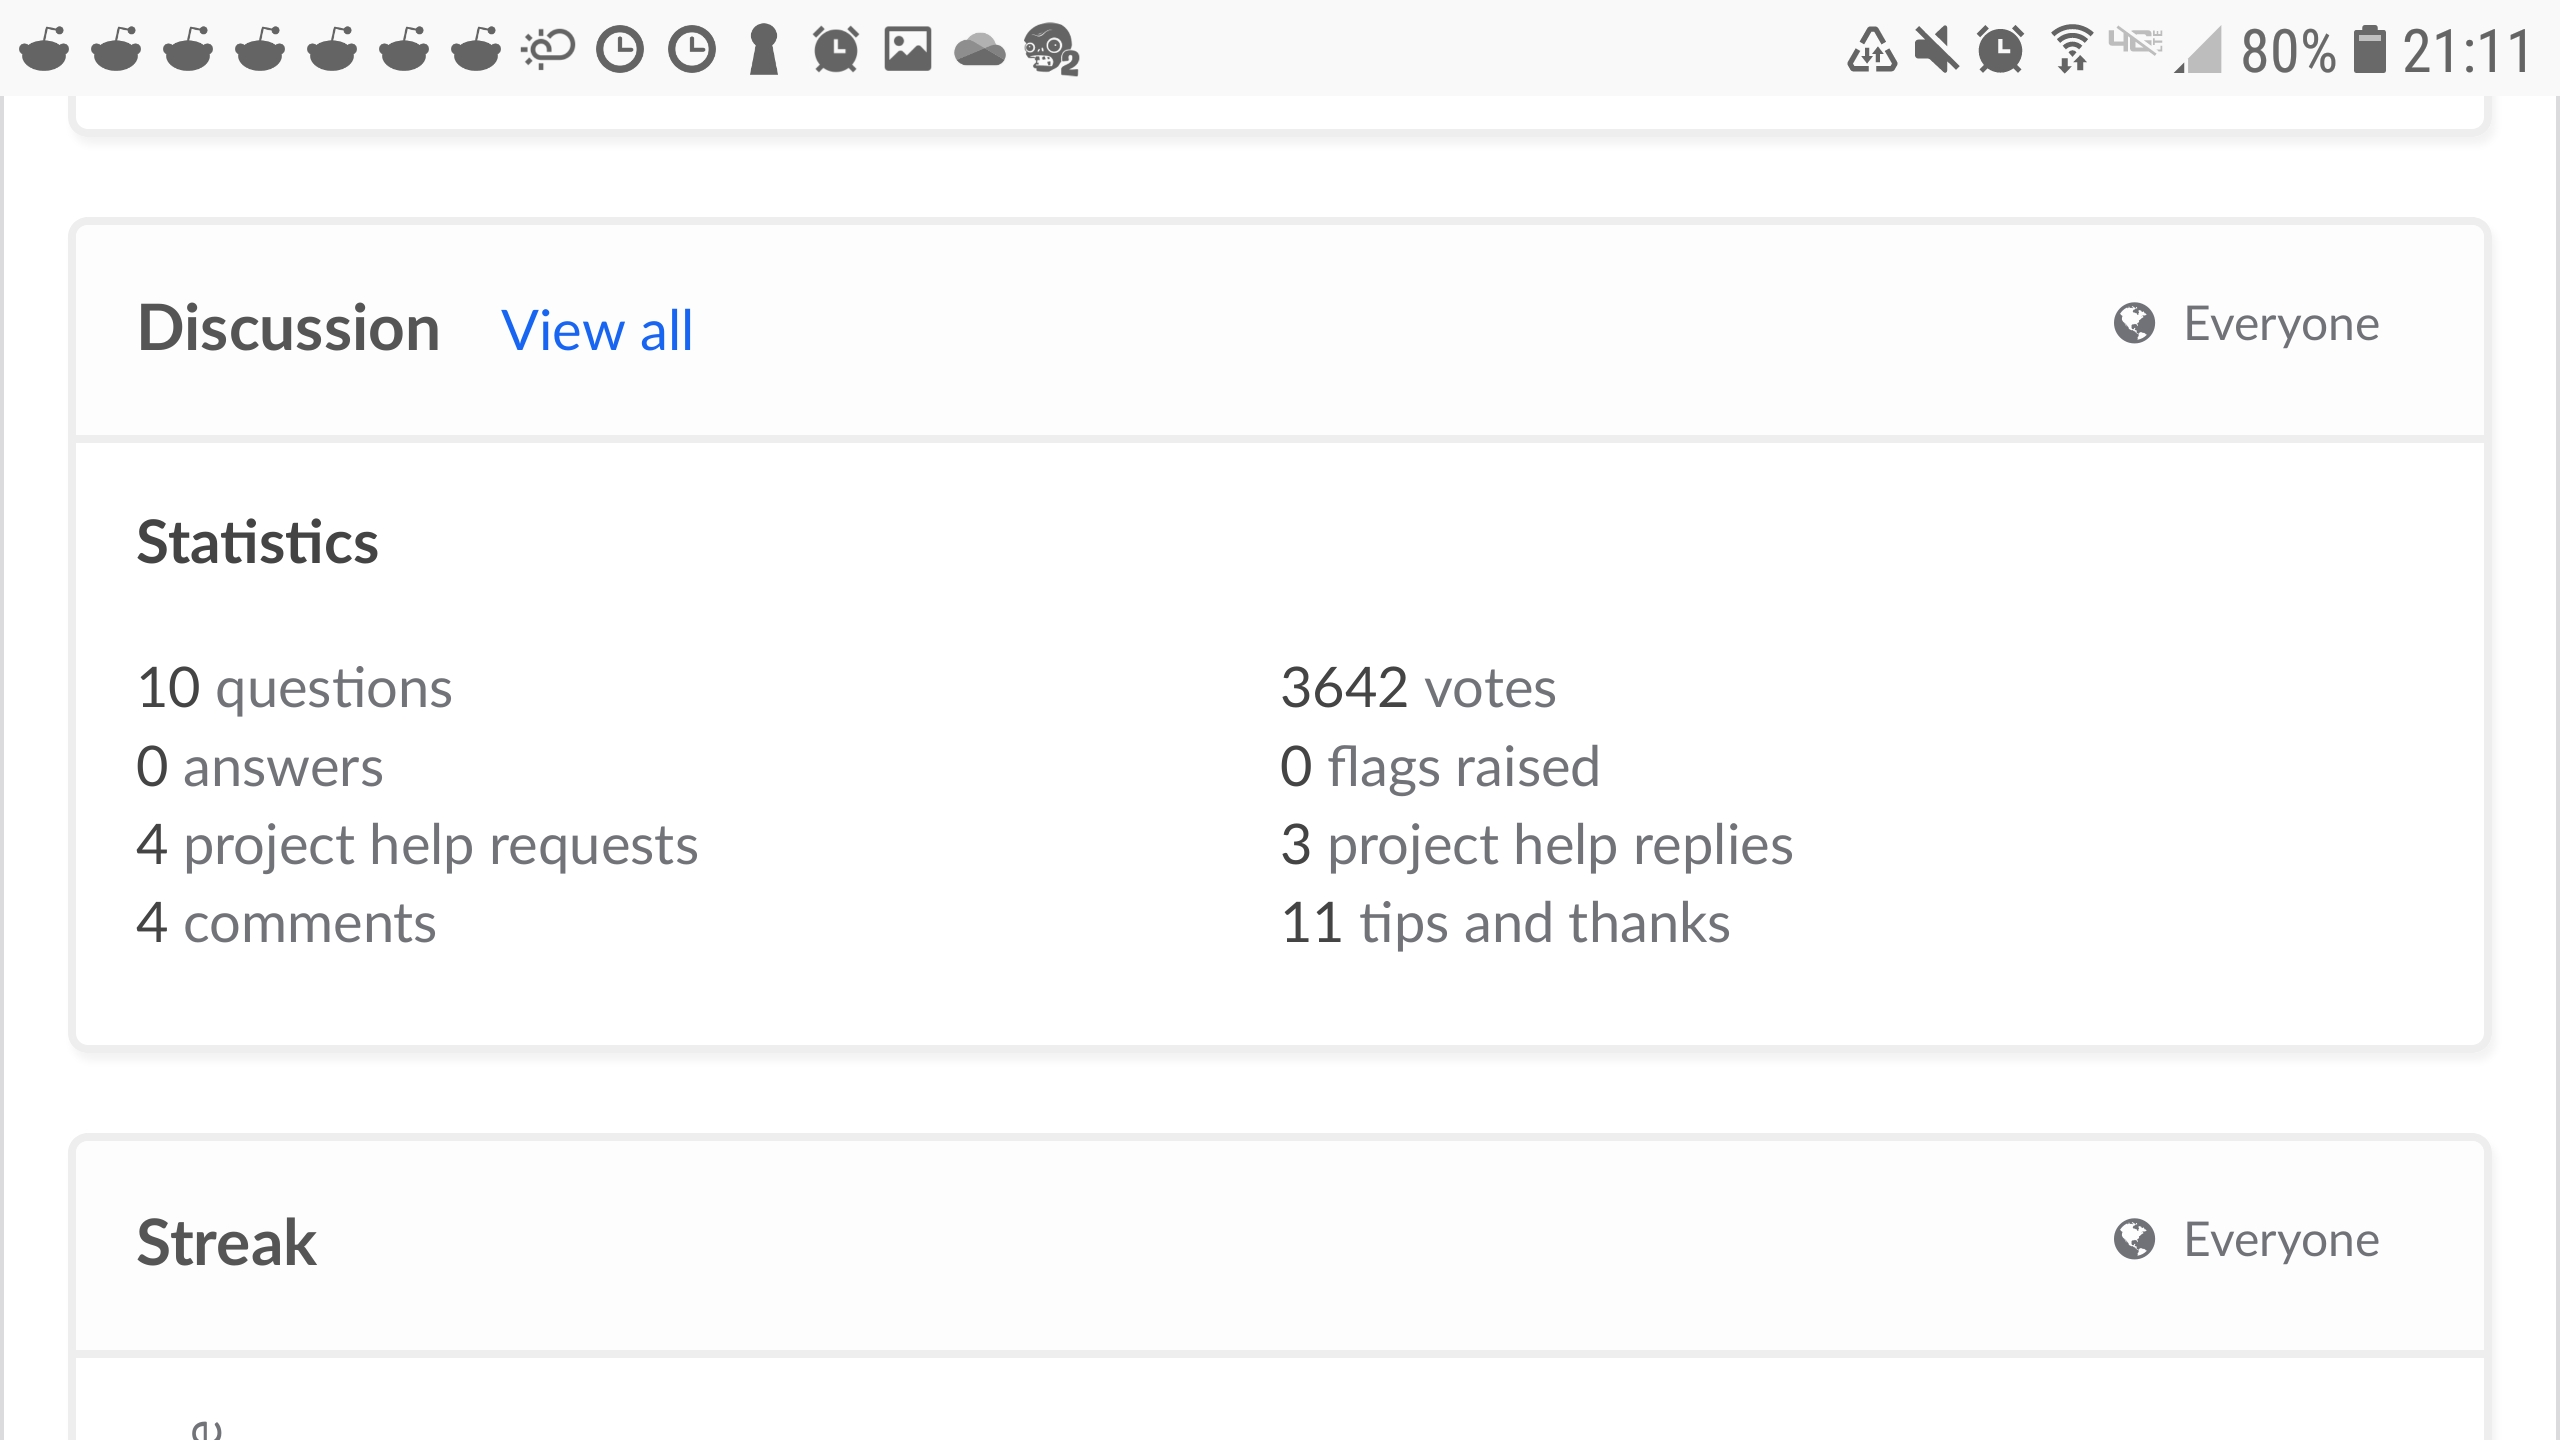 80% 21:11
Discussion View all Everyone
Statistics
10 questions
0 answers
4 project help requests
4 comments
3642 votes
0 flags raised
3 project help replies
11 tips and thanks
Streak Everyone
e